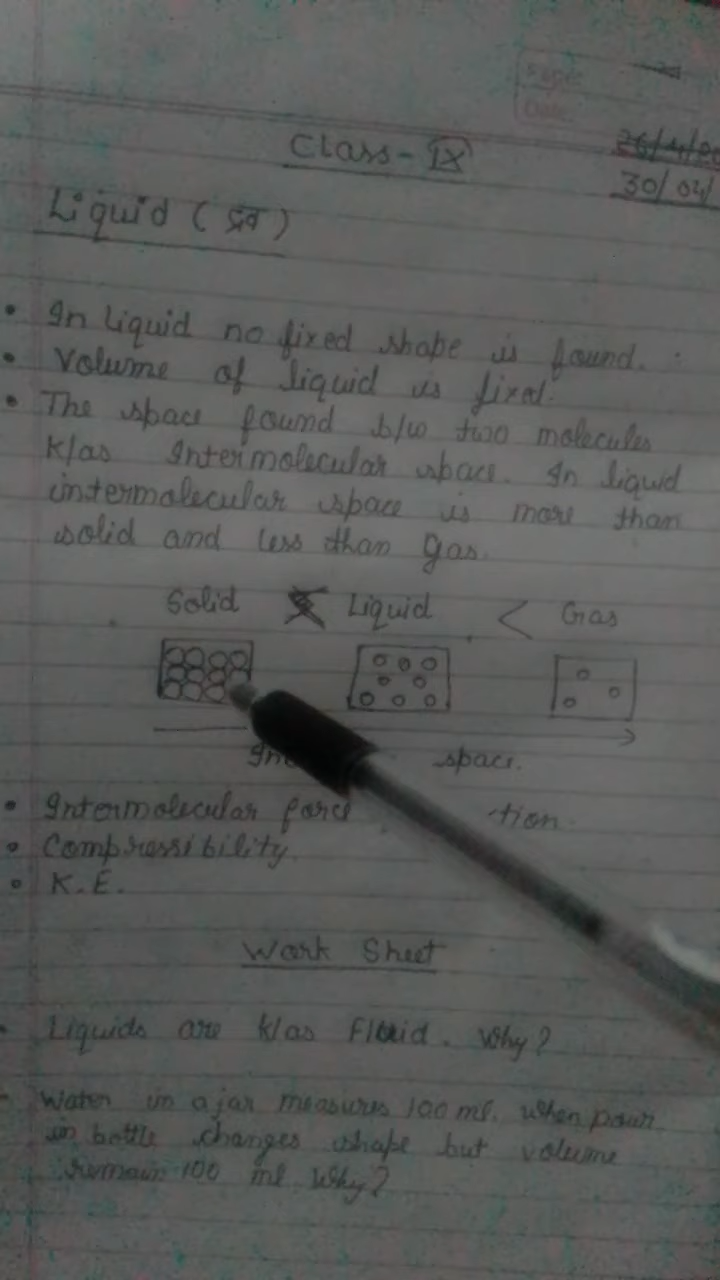 Page:
Date:
Class - IX
26/4/20
30/04/
Liquid (द्रव)
• In Liquid no fixed shape is found.
• Volume of liquid is fixed.
• The space found b/w two molecules
K/as Intermolecular space. In liquid
intermolecular space is more than
solid and less than gas.
Solid Liquid < Gas
space.
• Intermolecular force tion.
• Compressibility.
• K.E.
Work Sheet
- Liquids are k/as Fluid. Why?
- Water in a jar measures 100 ml. when pour
in bottle changes shape but volume
remain 100 ml. Why?